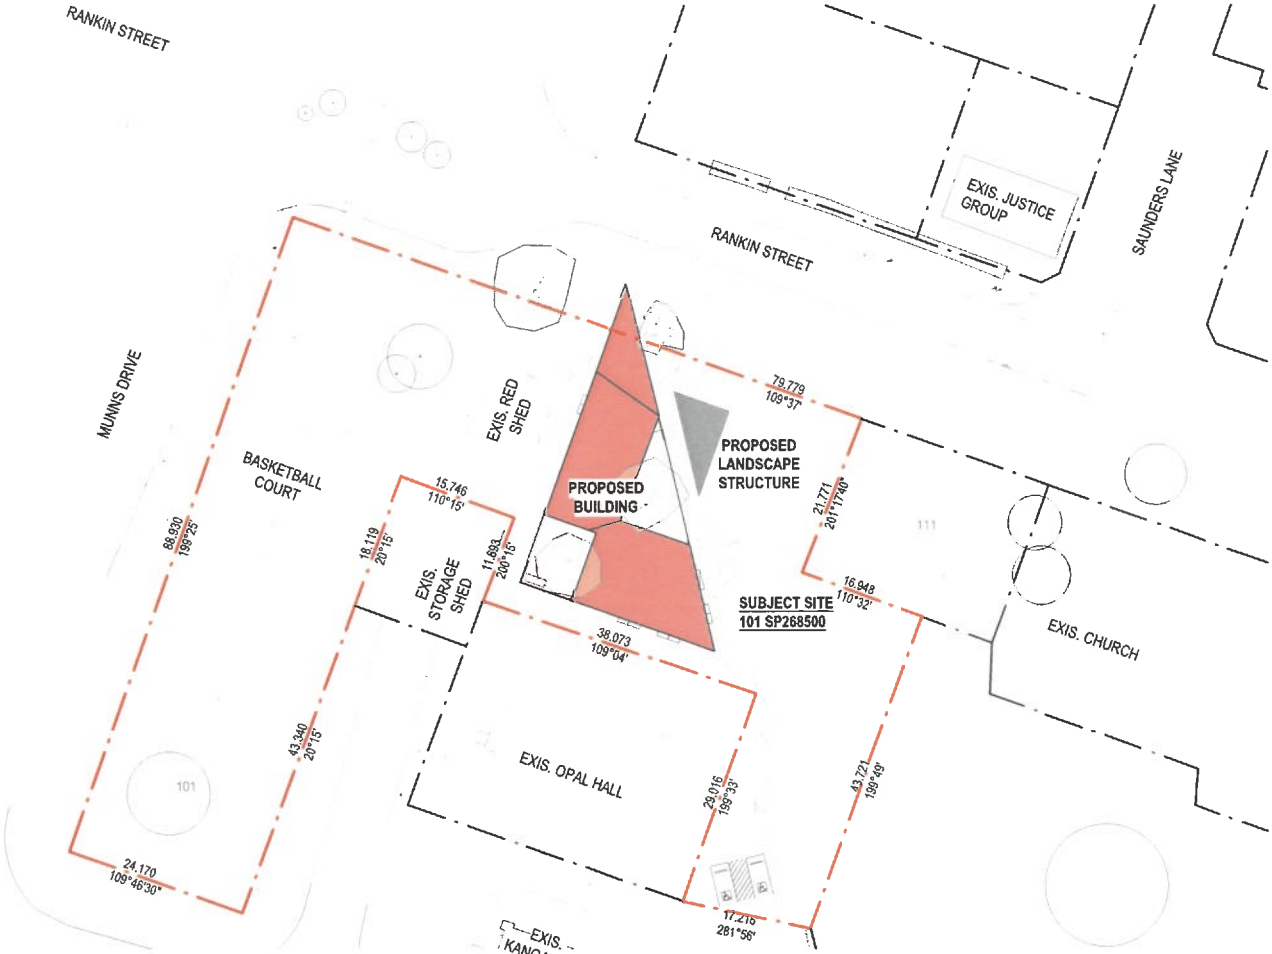 RANKIN STREET
EXIS. JUSTICE
GROUP
SAUNDERS LANE
RANKIN STREET
MUNNS DRIVE
EXIS. RED
SHED
79.779
109°37'
PROPOSED
LANDSCAPE
STRUCTURE
BASKETBALL
COURT
15.746
110°15'
PROPOSED
BUILDING
21.771
201°17'40"
111
88.930
199°25'
18.119
20°15'
11.893
200°15'
EXIS.
STORAGE
SHED
16.948
110°32'
SUBJECT SITE
101 SP268500
EXIS. CHURCH
38.073
109°04'
43.340
20°15'
EXIS. OPAL HALL
29.016
199°33'
43.721
199°49'
101
24.170
109°46'30"
17.216
281°56'
EXIS.